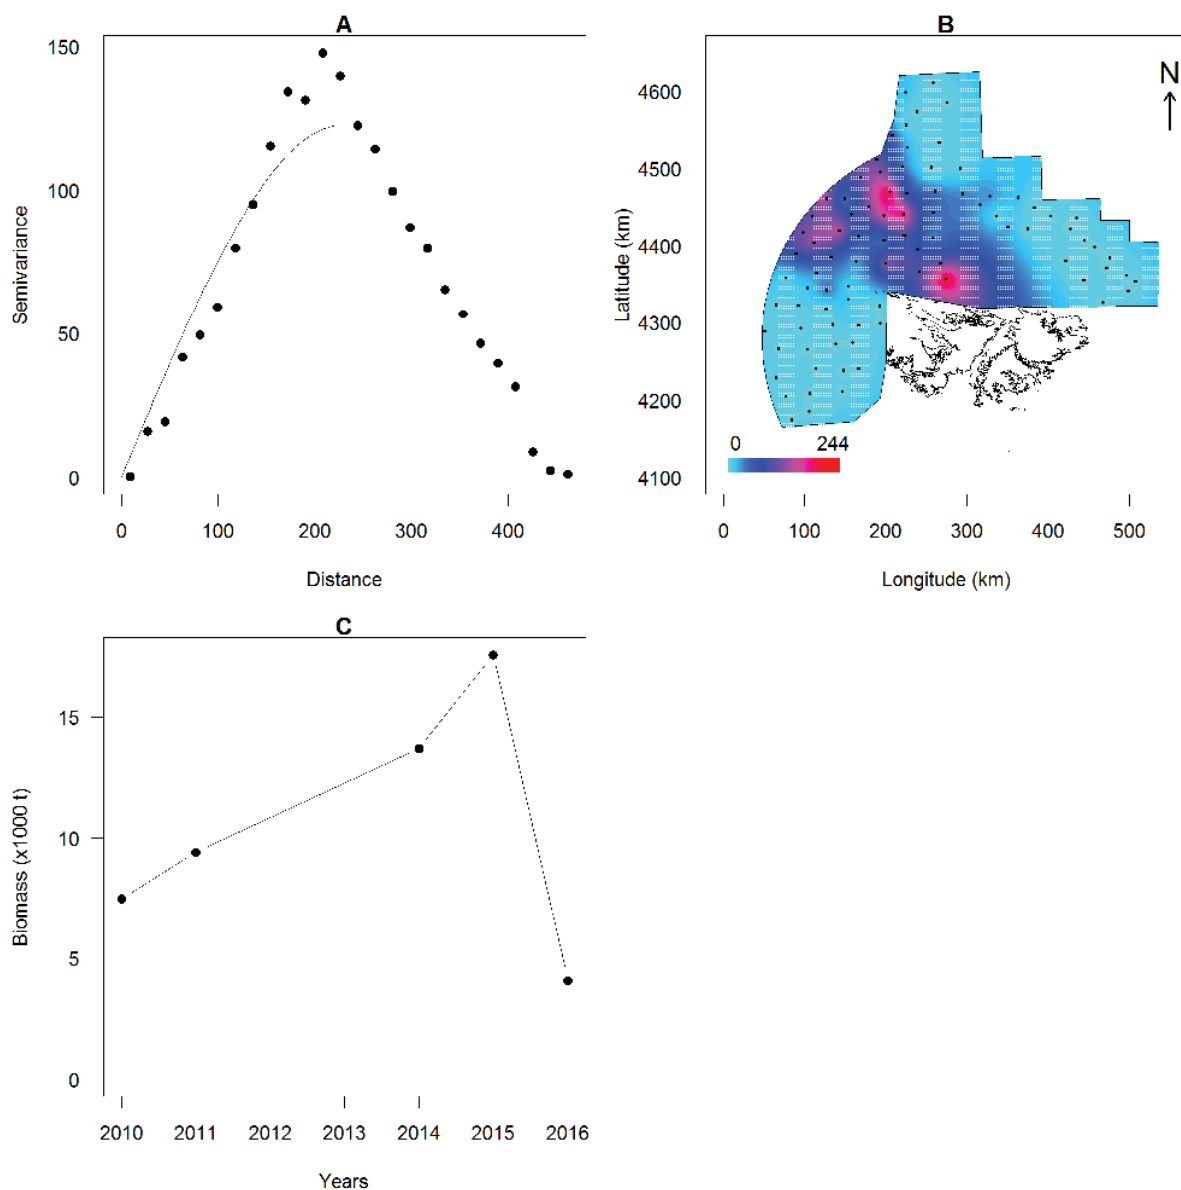 A
150
100
50
0
Semivariance
0 100 200 300 400
Distance
B
N
4600
4500
4400
4300
4200
4100
Latitude (km)
0 244
0 100 200 300 400 500
Longitude (km)
C
15
10
5
0
Biomass (x1000 t)
2010 2011 2012 2013 2014 2015 2016
Years